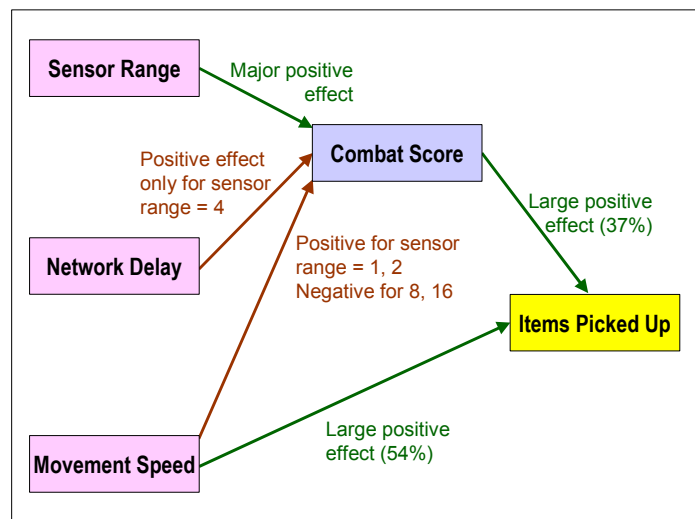 Sensor Range
Major positive
effect
Combat Score
Positive effect
only for sensor
range = 4
Large positive
effect (37%)
Network Delay
Positive for sensor
range = 1, 2
Negative for 8, 16
Items Picked Up
Large positive
effect (54%)
Movement Speed